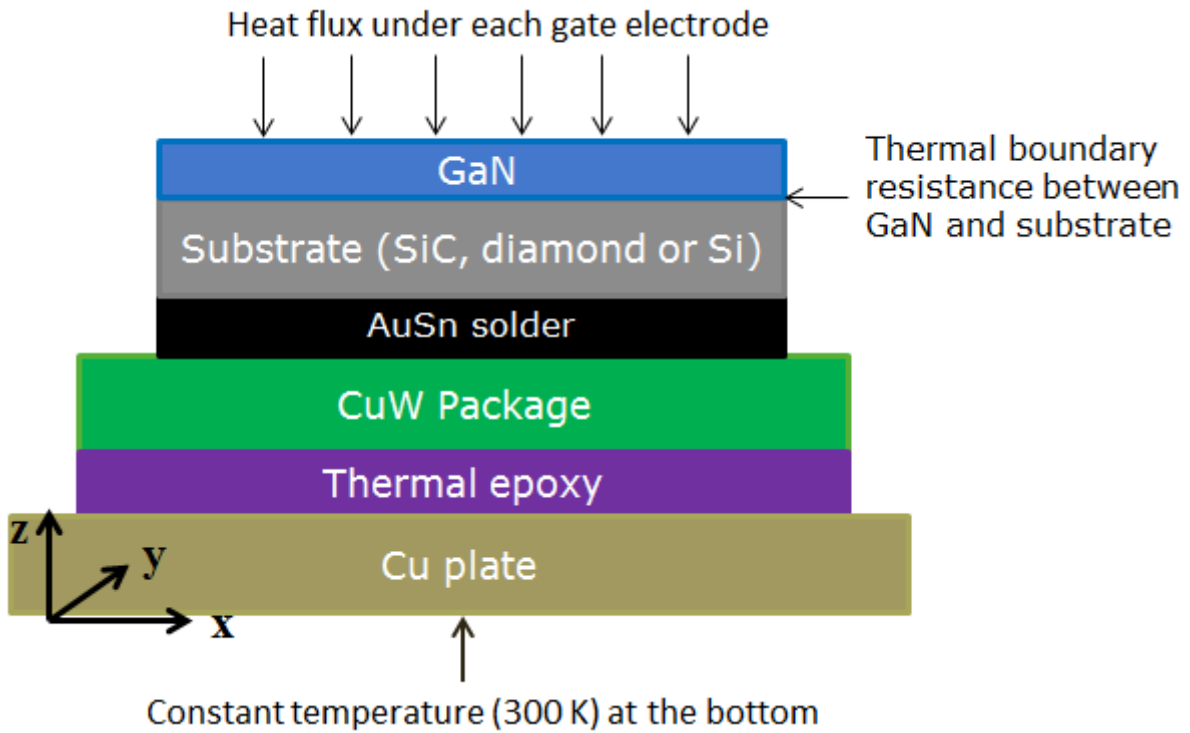 Heat flux under each gate electrode
GaN
Thermal boundary
resistance between
GaN and substrate
Substrate (SiC, diamond or Si)
AuSn solder
CuW Package
Thermal epoxy
z
y
Cu plate
x
Constant temperature (300 K) at the bottom